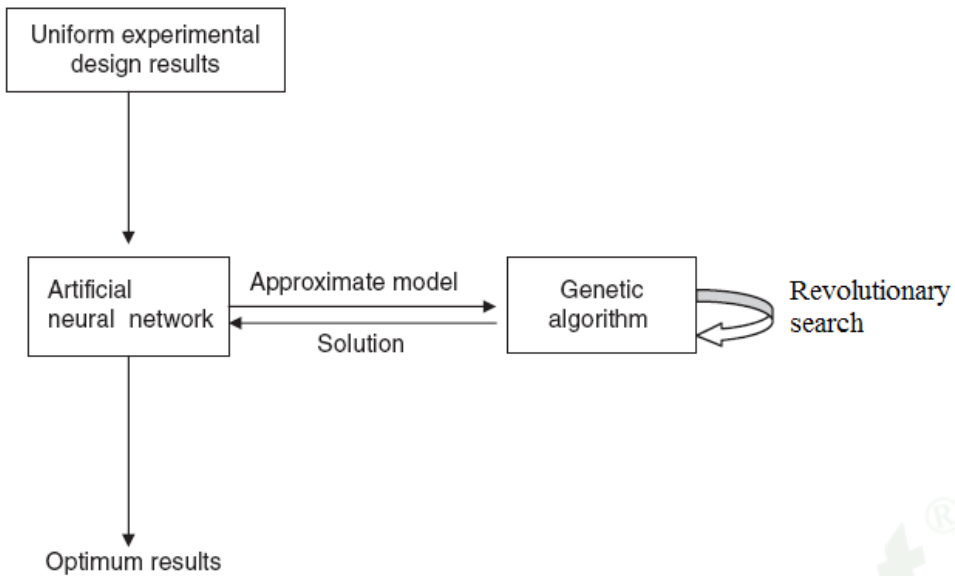 Uniform experimental
design results
Artificial
neural network
Approximate model
Solution
Genetic
algorithm
Revolutionary
search
Optimum results
®